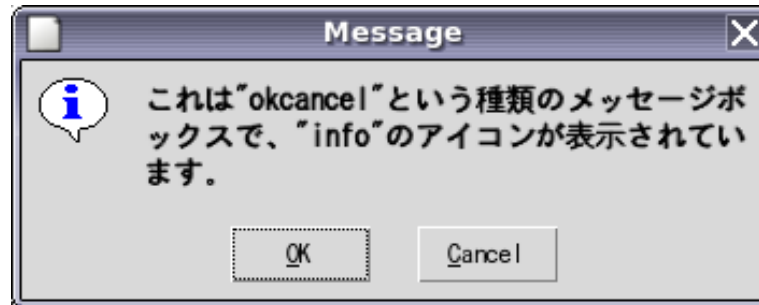 Message
これは"okcancel"という種類のメッセージボ
ックスで、"info"のアイコンが表示されてい
ます。
OK
Cancel